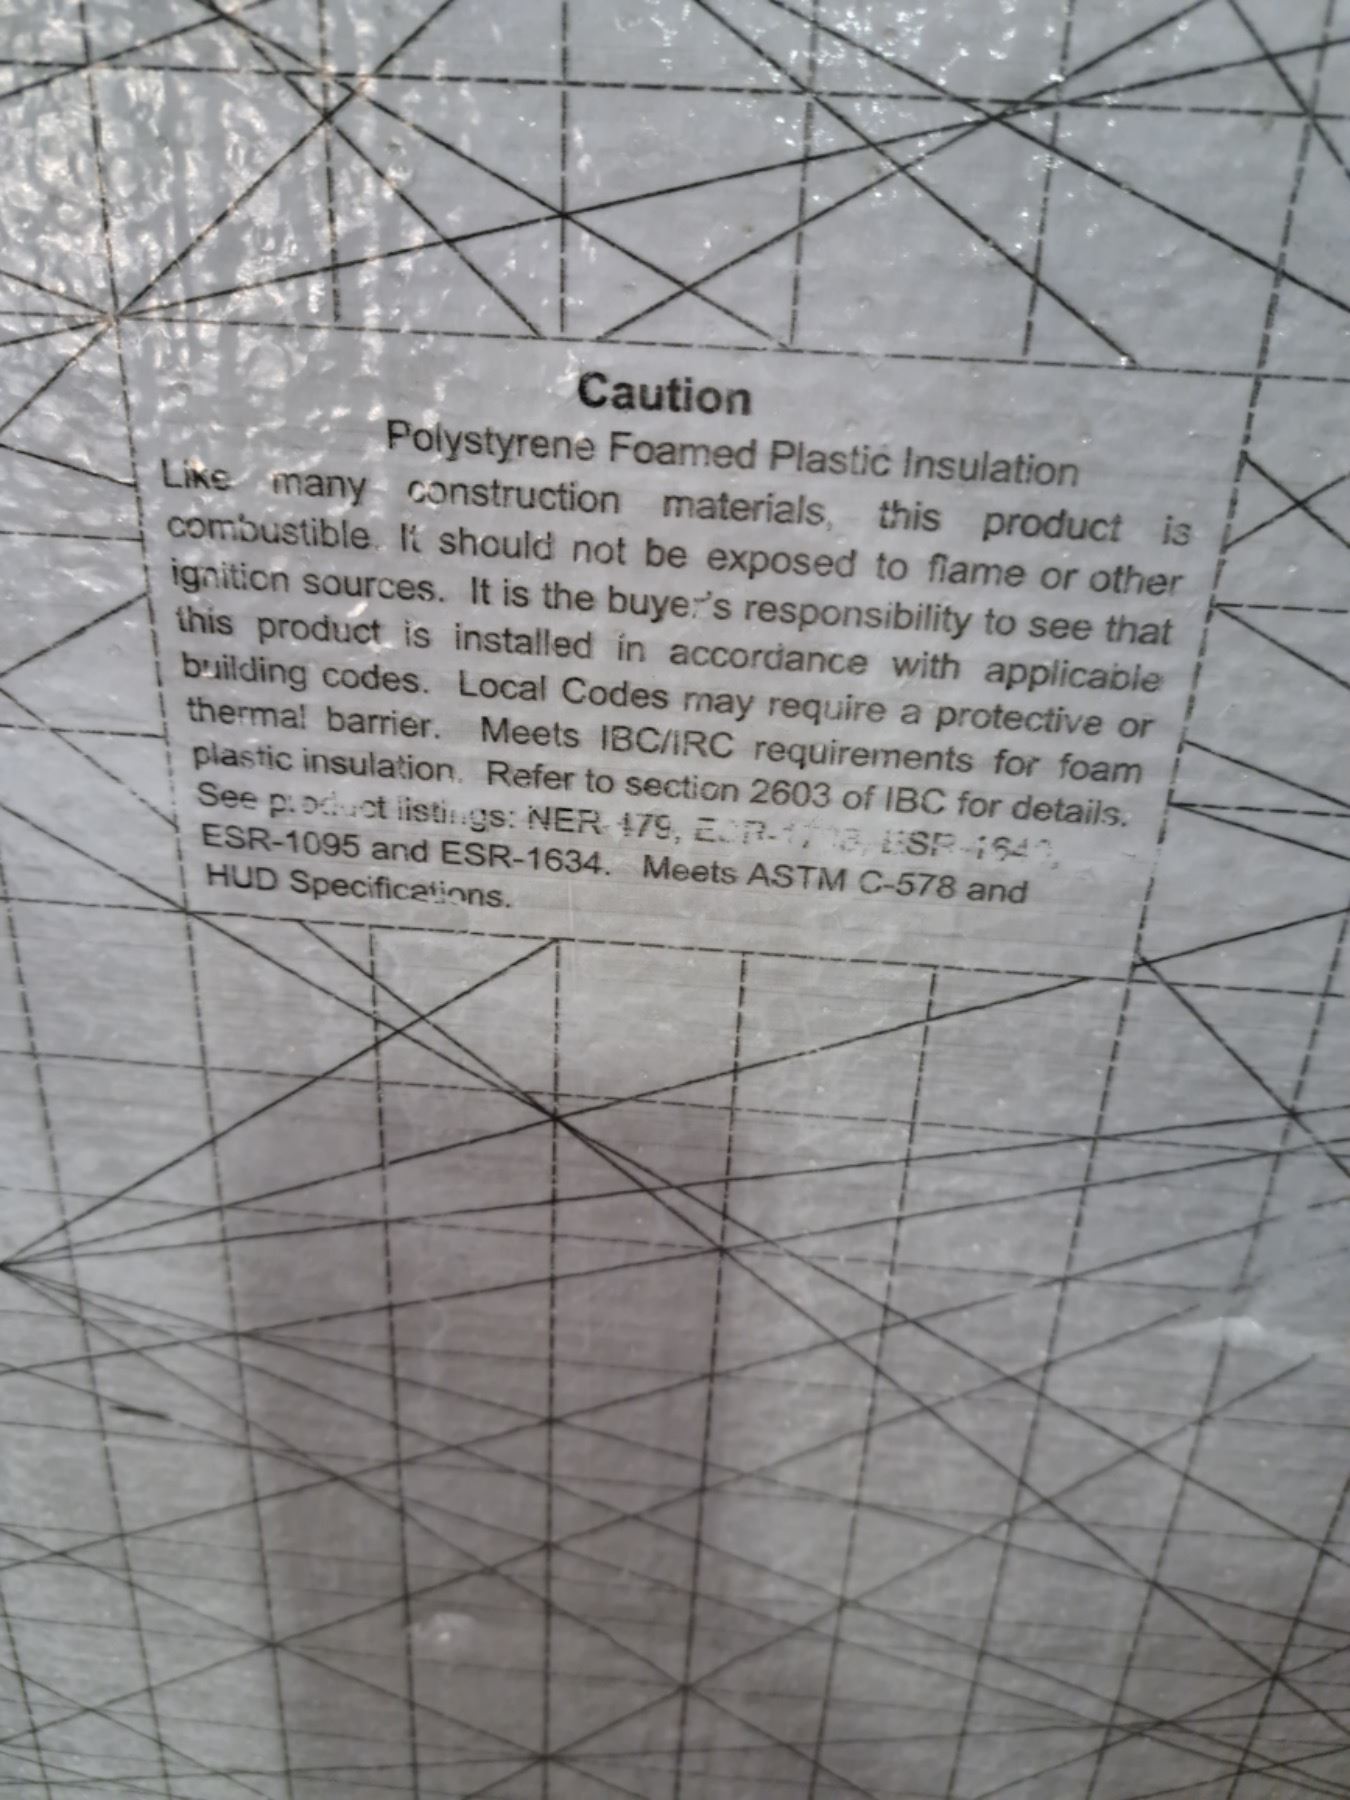 Caution
Polystyrene Foamed Plastic Insulation
Like many construction materials, this product is
combustible. It should not be exposed to flame or other
ignition sources. It is the buyer's responsibility to see that
this product is installed in accordance with applicable
building codes. Local Codes may require a protective or
thermal barrier. Meets IBC/IRC requirements for foam
plastic insulation. Refer to section 2603 of IBC for details.
See product listings:
ESR-1095 and ESR-1634. Meets ASTM C-578 and
HUD Specifications.